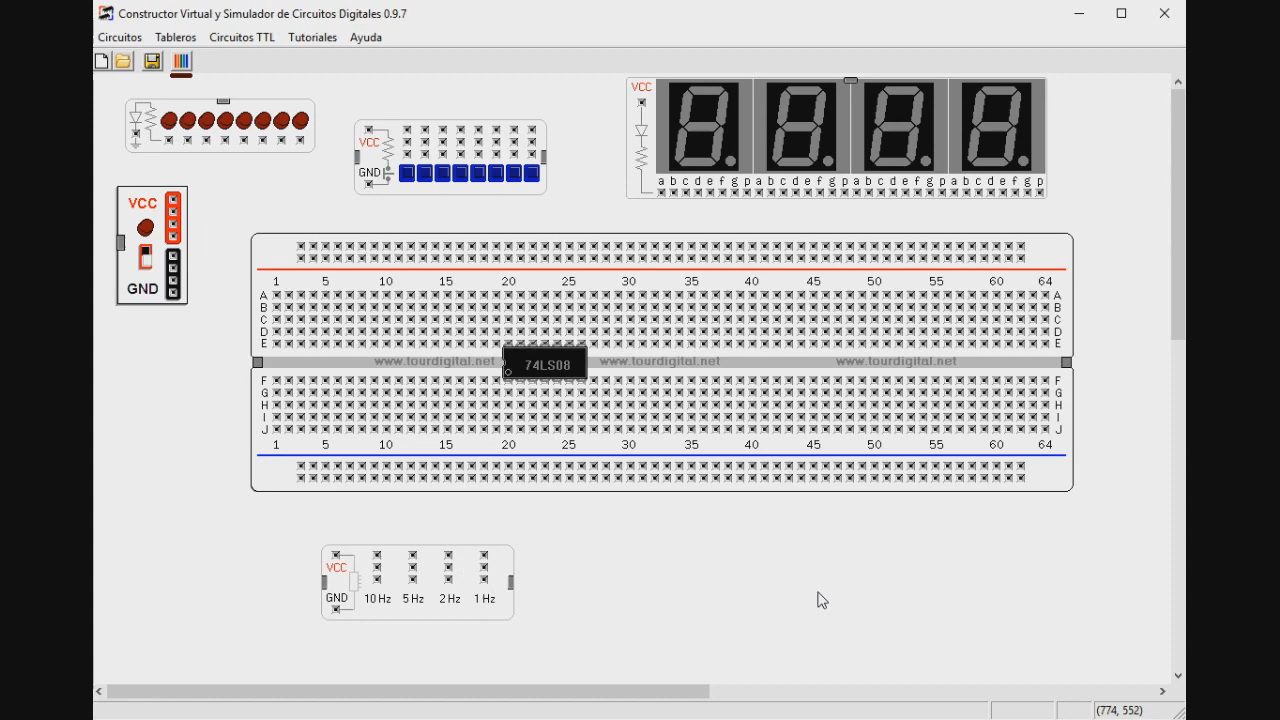 Constructor Virtual y Simulador de Circuitos Digitales 0.9.7
Circuitos Tableros Circuitos TTL Tutoriales Ayuda
VCC
VCC
GND
VCC
a b c d e f g p a b c d e f g p a b c d e f g p a b c d e f g p
VCC
GND
1 5 10 15 20 25 30 35 40 45 50 55 60 64
A A
B B
C C
D D
E E
www.tourdigital.net www.tourdigital.net www.tourdigital.net
74LS08
F F
G G
H H
I I
J J
1 5 10 15 20 25 30 35 40 45 50 55 60 64
VCC
GND 10 Hz 5 Hz 2 Hz 1 Hz
(774, 552)